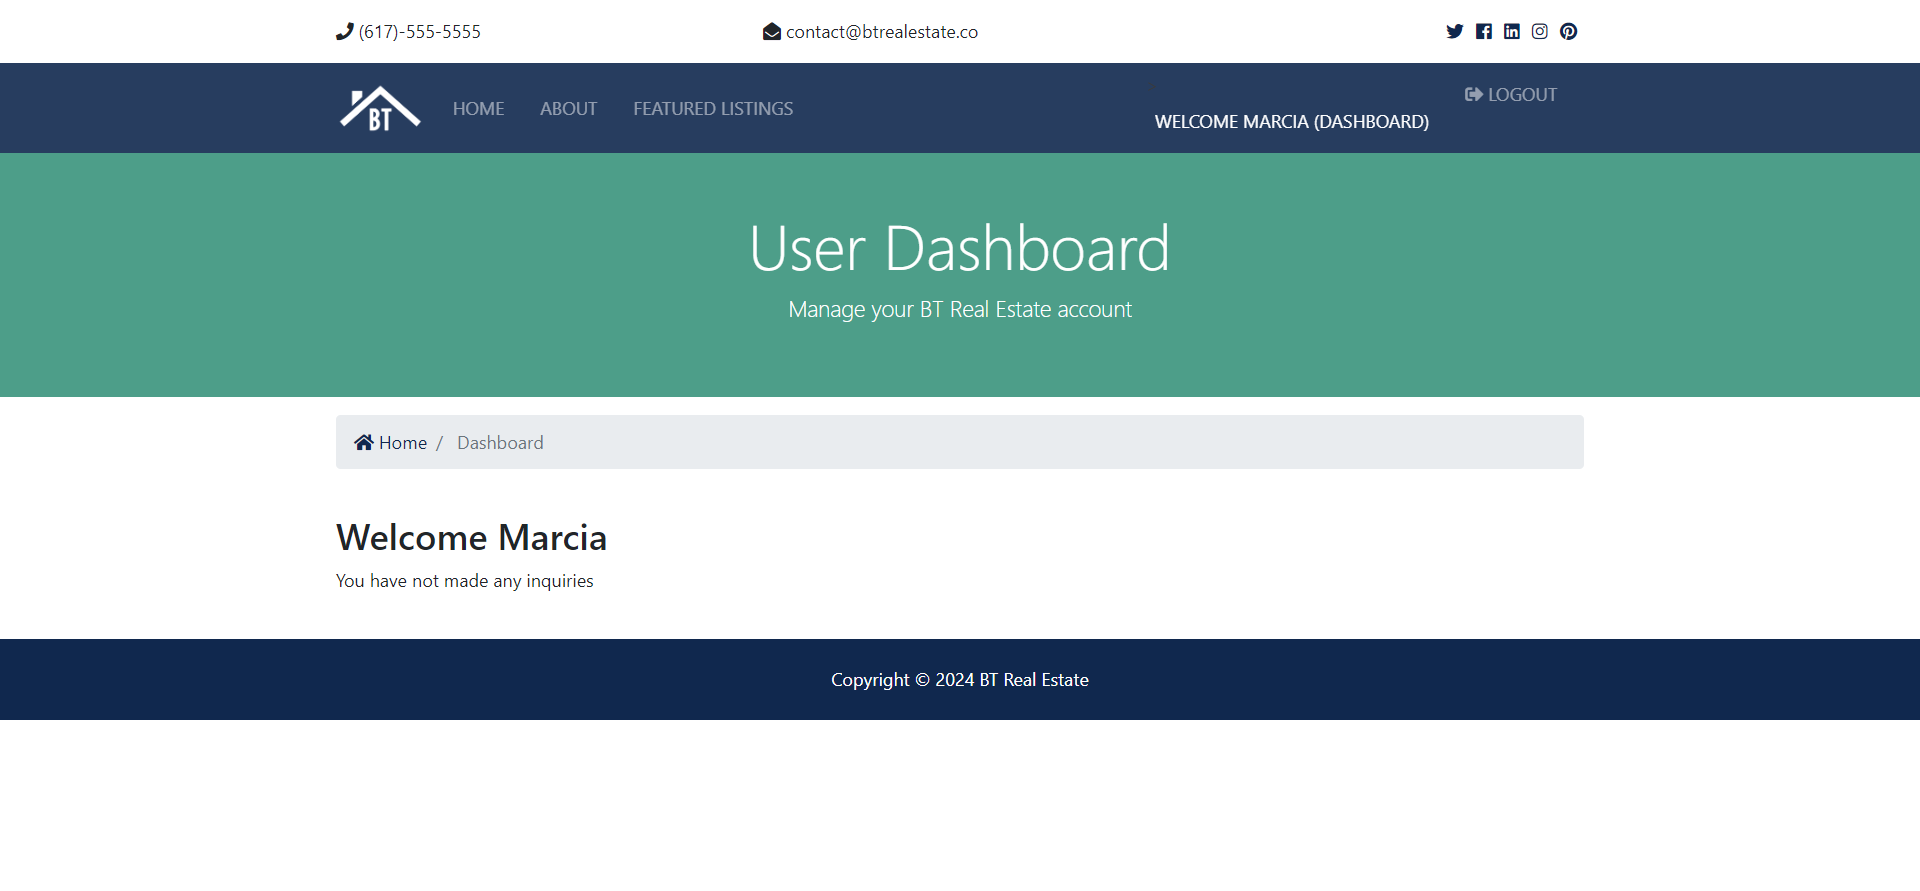 (617)-555-5555
contact@btrealestate.co
BT
HOME
ABOUT
FEATURED LISTINGS
WELCOME MARCIA (DASHBOARD)
LOGOUT
User Dashboard
Manage your BT Real Estate account
Home / Dashboard
Welcome Marcia
You have not made any inquiries
Copyright © 2024 BT Real Estate